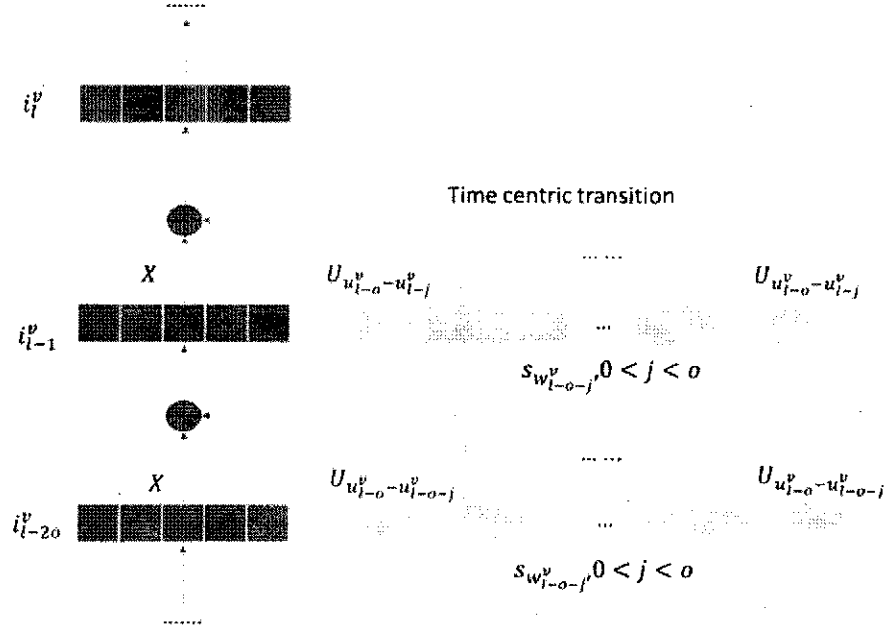 i_l^v
Time centric transition
... ...
X U_{u_{l-o}^v-u_{l-j}^v} U_{u_{l-o}^v-u_{l-j}^v}
i_{l-1}^v ...
s_{w_{l-o-j}^v}, 0 < j < o
... ...
X U_{u_{l-o}^v-u_{l-o-j}^v} U_{u_{l-o}^v-u_{l-o-j}^v}
i_{l-2o}^v ...
s_{w_{l-o-j}^v}, 0 < j < o